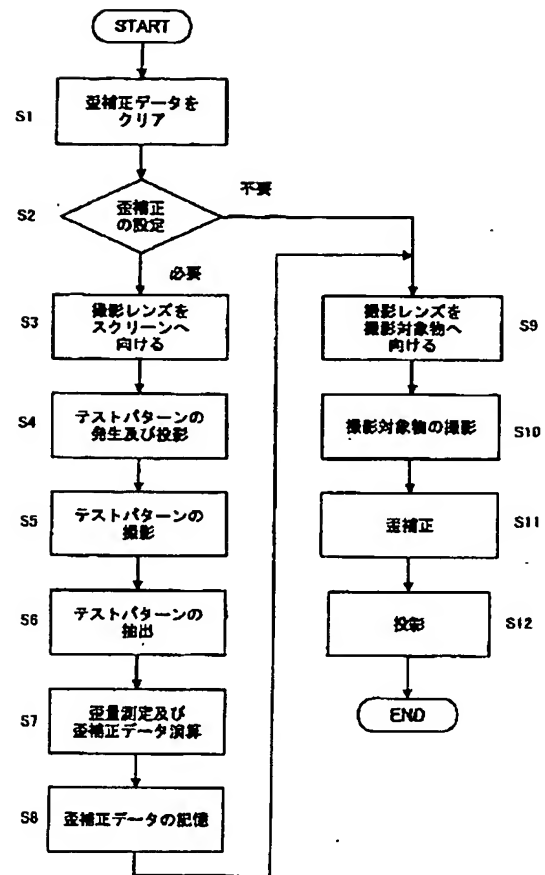 START
S1
歪補正データを
クリア
S2
歪補正
の設定
不要
必要
S3
撮影レンズを
スクリーンへ
向ける
S4
テストパターンの
発生及び投影
S5
テストパターンの
撮影
S6
テストパターンの
抽出
S7
歪量測定及び
歪補正データ演算
S8
歪補正データの記憶
撮影レンズを
撮影対象物へ
向ける
S9
撮影対象物の撮影
S10
歪補正
S11
投影
S12
END